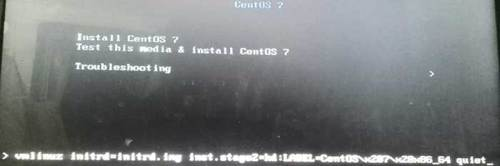 CentOS 7
Install CentOS 7
Test this media & install CentOS 7
Troubleshooting
>
> vmlinuz initrd=initrd.img inst.stage2=hd:LABEL=CentOS\x207\x20x86_64 quiet_